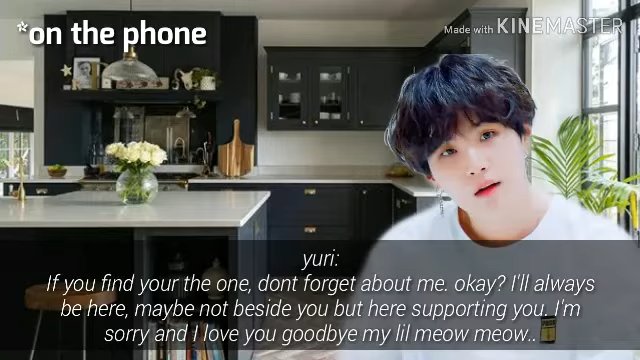 *on the phone
Made with KINEMASTER
yuri:
If you find your the one, dont forget about me. okay? I'll always
be here, maybe not beside you but here supporting you. I'm
sorry and I love you goodbye my lil meow meow..